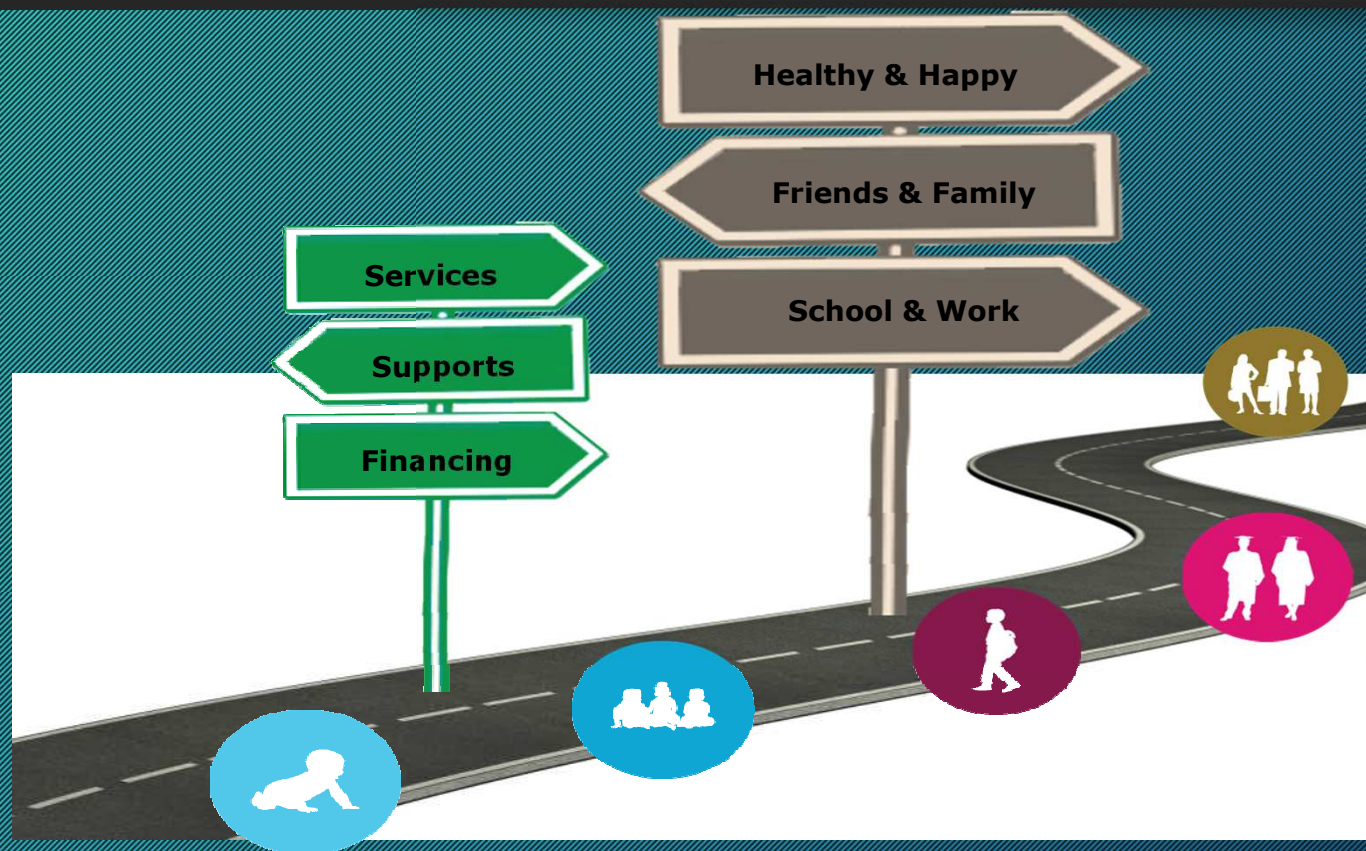 Healthy & Happy
Friends & Family
School & Work
Services
Supports
Financing